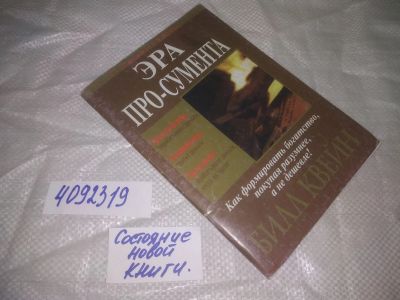 ЭРА
ПРО-СУМЕНТА
Как формировать богатство,
покупая разумнее,
а не дешевле!
БИЛЛ КВЕЙН
4092319
Состояние
новой
книги.